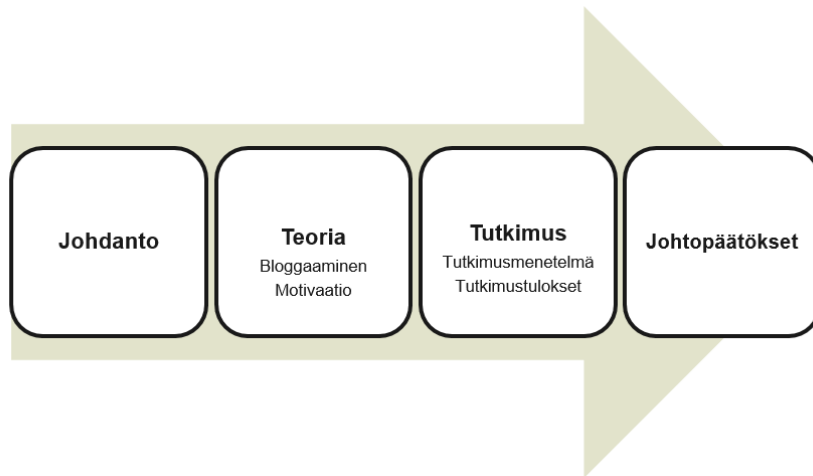 Johdanto
Teoria
Bloggaaminen
Motivaatio
Tutkimus
Tutkimusmenetelmä
Tutkimustulokset
Johtopäätökset